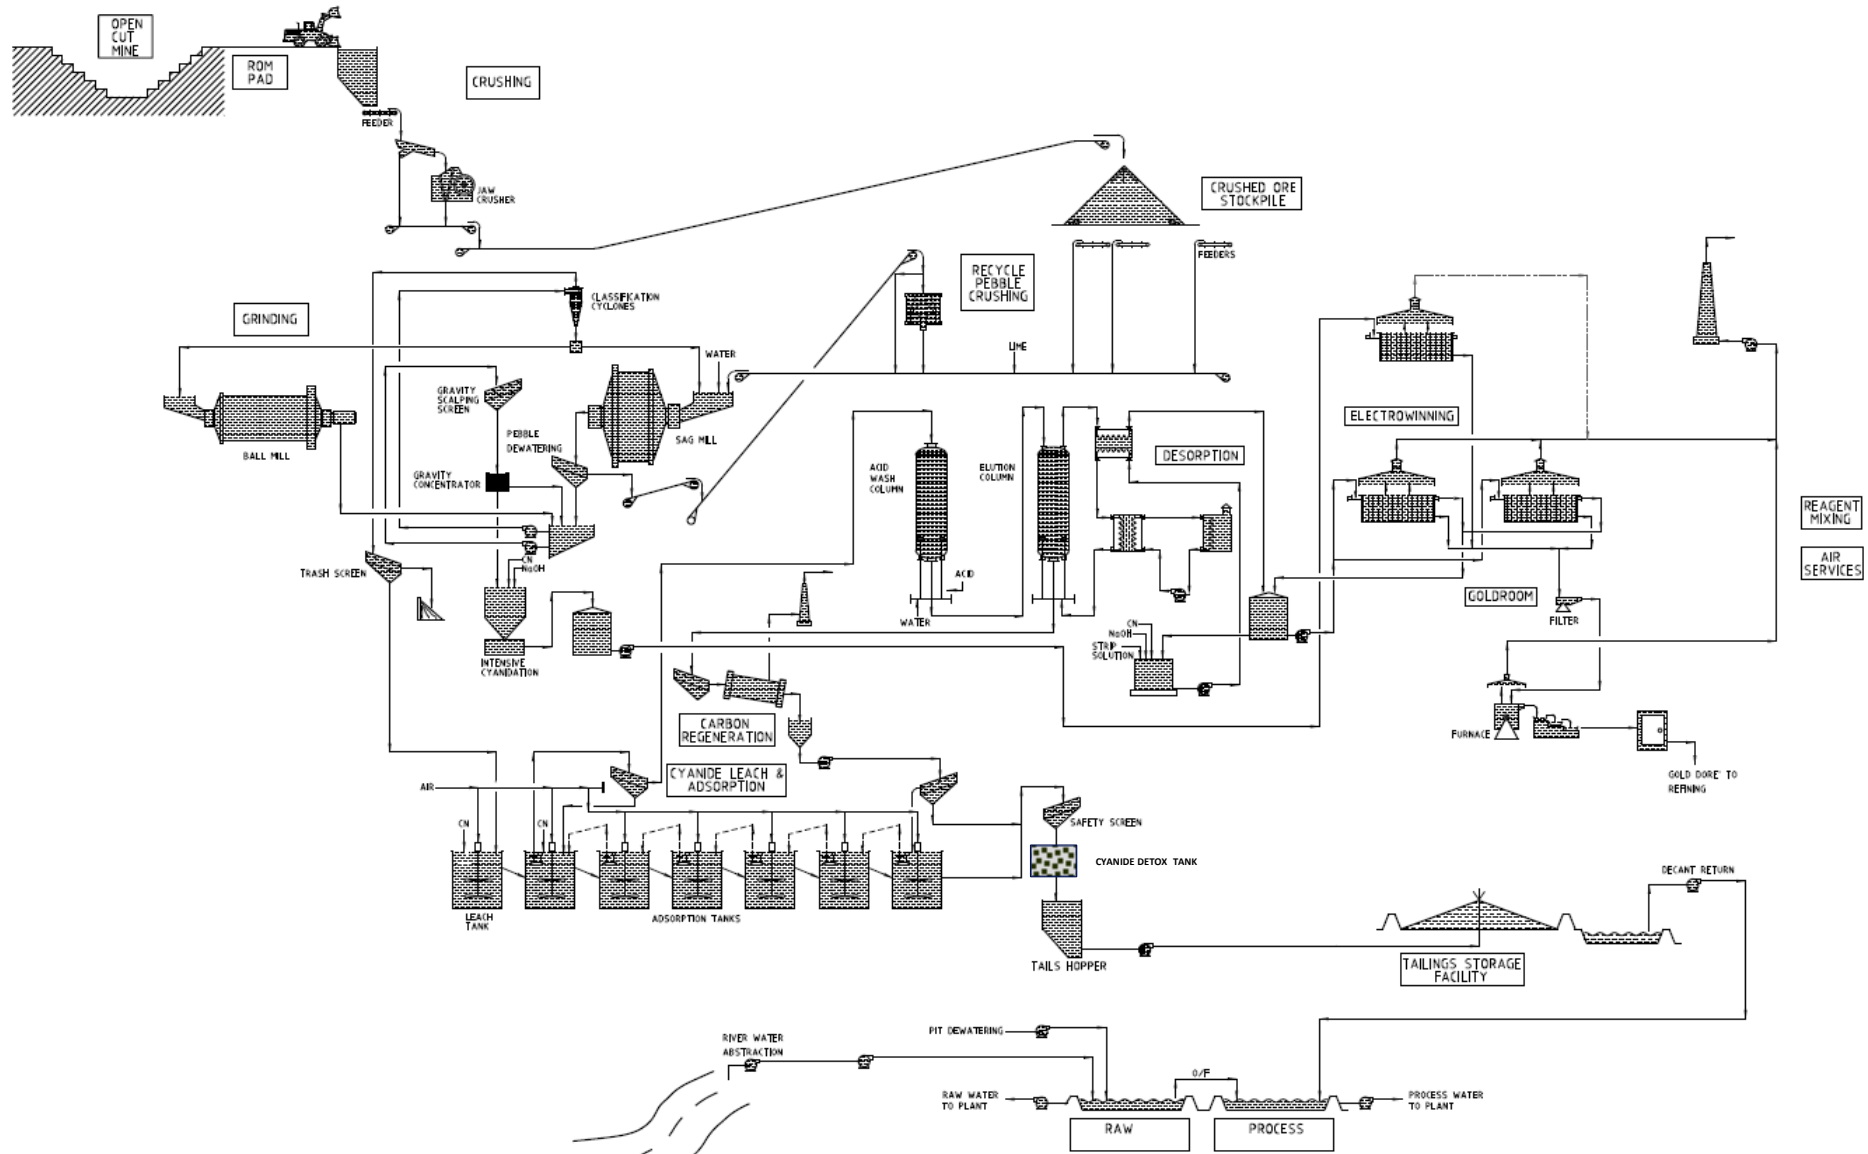 OPEN
CUT
MINE
ROM
PAD
CRUSHING
FEEDER
JAW
CRUSHER
CRUSHED ORE
STOCKPILE
FEEDERS
RECYCLE
PEBBLE
CRUSHING
CLASSIFICATION
CYCLONES
GRINDING
WATER
LIME
GRAVITY
SCALPING
SCREEN
PEBBLE
DEWATERING
SAG MILL
BALL MILL
GRAVITY
CONCENTRATOR
ACID
WASH
COLUMN
ELUTION
COLUMN
DESORPTION
ELECTROWINNING
REAGENT
MIXING
AIR
SERVICES
TRASH SCREEN
CN
NaOH
ACID
WATER
GOLDROOM
FILTER
INTENSIVE
CYANIDATION
CN
NaOH
STRIP
SOLUTION
CARBON
REGENERATION
FURNACE
GOLD DORE' TO
REFINING
CYANIDE LEACH &
ADSORPTION
AIR
CN
CN
SAFETY SCREEN
CYANIDE DETOX TANK
LEACH
TANK
ADSORPTION TANKS
DECANT RETURN
TAILS HOPPER
TAILINGS STORAGE
FACILITY
PIT DEWATERING
RIVER WATER
ABSTRACTION
O/F
RAW WATER
TO PLANT
PROCESS WATER
TO PLANT
RAW
PROCESS